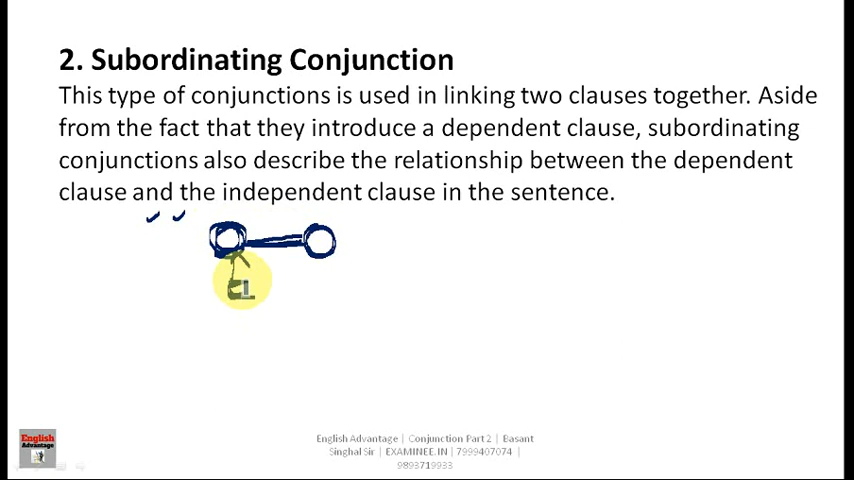 2. Subordinating Conjunction
This type of conjunctions is used in linking two clauses together. Aside
from the fact that they introduce a dependent clause, subordinating
conjunctions also describe the relationship between the dependent
clause and the independent clause in the sentence.
English
Advantage
English Advantage | Conjunction Part 2 | Basant
Singhal Sir | EXAMINEE.IN | 7999407074 |
9893719933